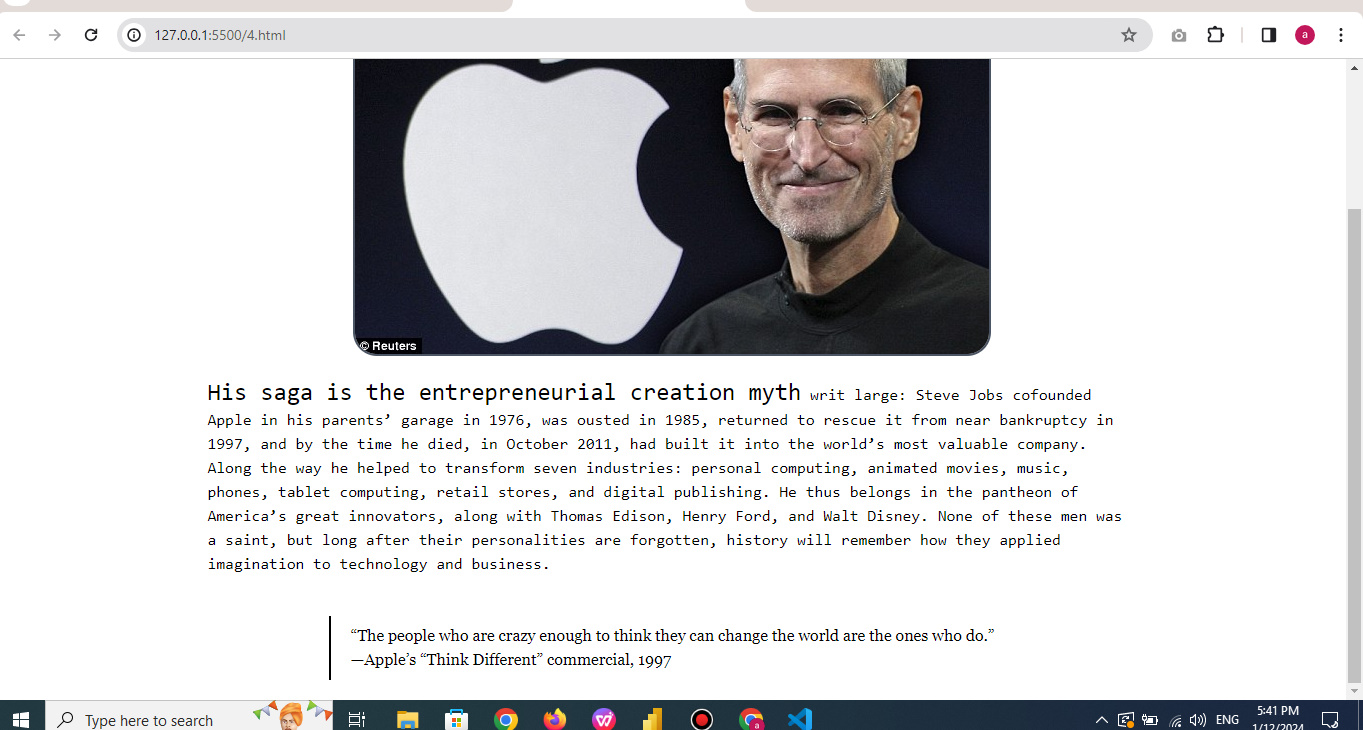 127.0.0.1:5500/4.html
a
© Reuters
His saga is the entrepreneurial creation myth writ large: Steve Jobs cofounded
Apple in his parents’ garage in 1976, was ousted in 1985, returned to rescue it from near bankruptcy in
1997, and by the time he died, in October 2011, had built it into the world’s most valuable company.
Along the way he helped to transform seven industries: personal computing, animated movies, music,
phones, tablet computing, retail stores, and digital publishing. He thus belongs in the pantheon of
America’s great innovators, along with Thomas Edison, Henry Ford, and Walt Disney. None of these men was
a saint, but long after their personalities are forgotten, history will remember how they applied
imagination to technology and business.
“The people who are crazy enough to think they can change the world are the ones who do.”
—Apple’s “Think Different” commercial, 1997
Type here to search
a
ENG
5:41 PM
1/12/2024